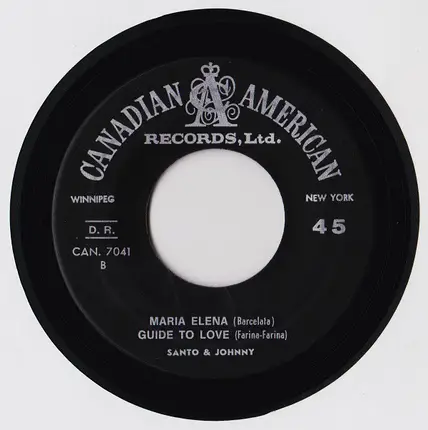 CANADIAN CA AMERICAN
RECORDS, Ltd.
WINNIPEG NEW YORK
D. R. 45
CAN. 7041
B
MARIA ELENA (Barcelata)
GUIDE TO LOVE (Farina-Farina)
SANTO & JOHNNY